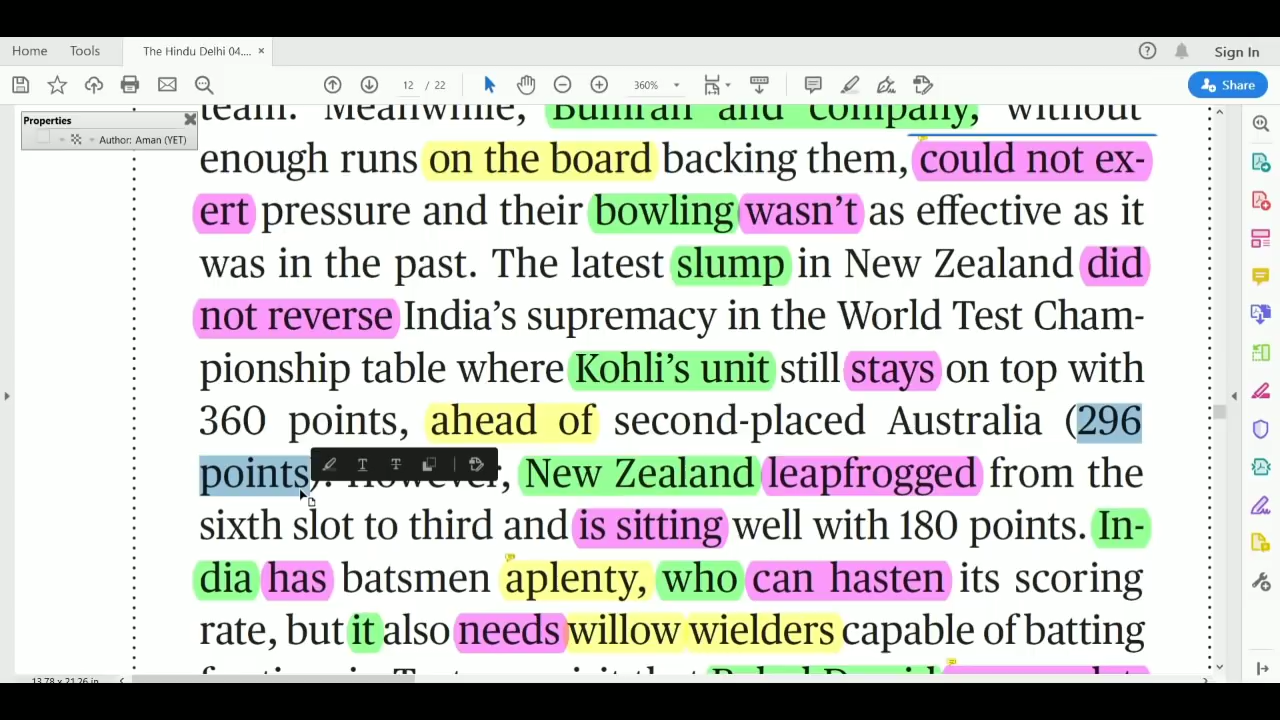 Home Tools The Hindu Delhi 04.... × Sign In
12 / 22 360% Share
Properties
Author: Aman (YET)
team. Meanwhile, Bumrah and company, without
enough runs on the board backing them, could not ex-
ert pressure and their bowling wasn't as effective as it
was in the past. The latest slump in New Zealand did
not reverse India's supremacy in the World Test Cham-
pionship table where Kohli's unit still stays on top with
360 points, ahead of second-placed Australia (296
points). However, New Zealand leapfrogged from the
sixth slot to third and is sitting well with 180 points. In-
dia has batsmen aplenty, who can hasten its scoring
rate, but it also needs willow wielders capable of batting
13.78 x 21.26 in